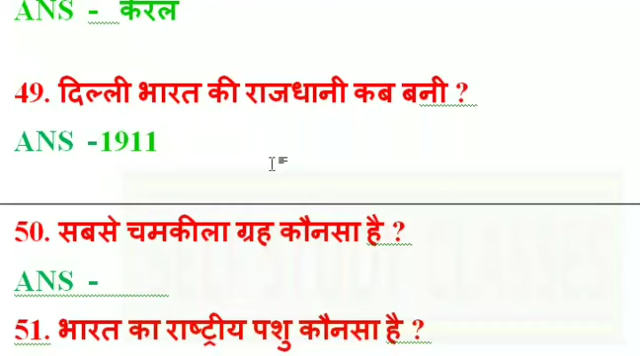 ANS - केरल
49. दिल्ली भारत की राजधानी कब बनी ?
ANS -1911
50. सबसे चमकीला ग्रह कौनसा है ?
ANS -
51. भारत का राष्ट्रीय पशु कौनसा है ?